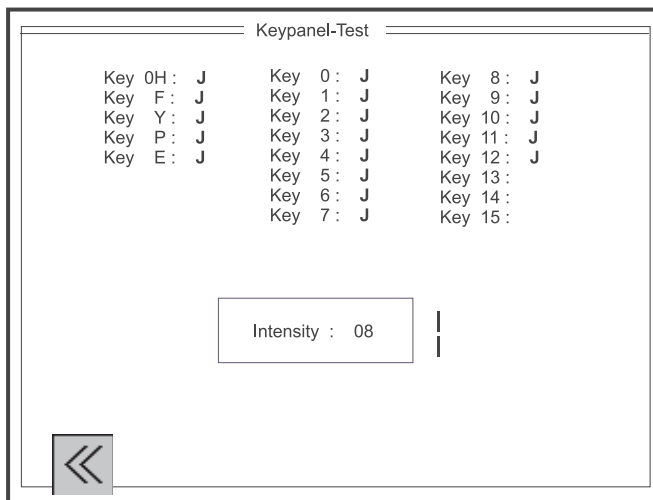 Keypanel-Test
Key 0H : J
Key F : J
Key Y : J
Key P : J
Key E : J
Key 0 : J
Key 1 : J
Key 2 : J
Key 3 : J
Key 4 : J
Key 5 : J
Key 6 : J
Key 7 : J
Key 8 : J
Key 9 : J
Key 10 : J
Key 11 : J
Key 12 : J
Key 13 :
Key 14 :
Key 15 :
Intensity : 08